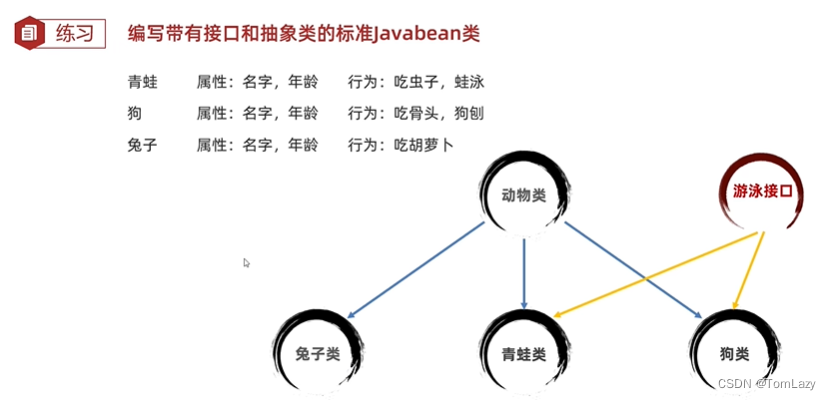 练习 编写带有接口和抽象类的标准Javabean类
青蛙 属性：名字，年龄 行为：吃虫子，蛙泳
狗 属性：名字，年龄 行为：吃骨头，狗刨
兔子 属性：名字，年龄 行为：吃胡萝卜
动物类 游泳接口
兔子类 青蛙类 狗类
CSDN @TomLazy